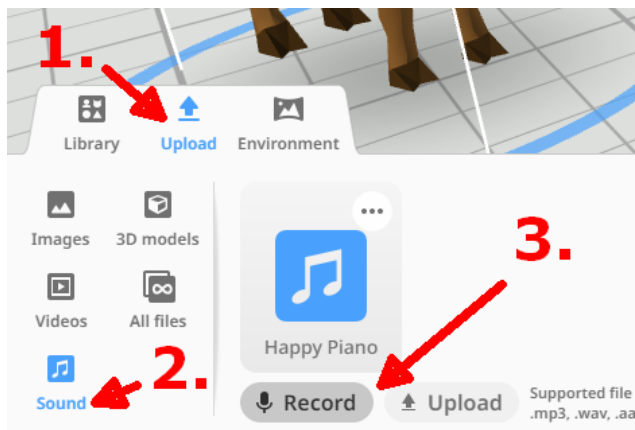 1.
Library Upload Environment
Images 3D models
3.
Videos All files
Happy Piano
2.
Sound
Record Upload
Supported file
.mp3, .wav, .aa